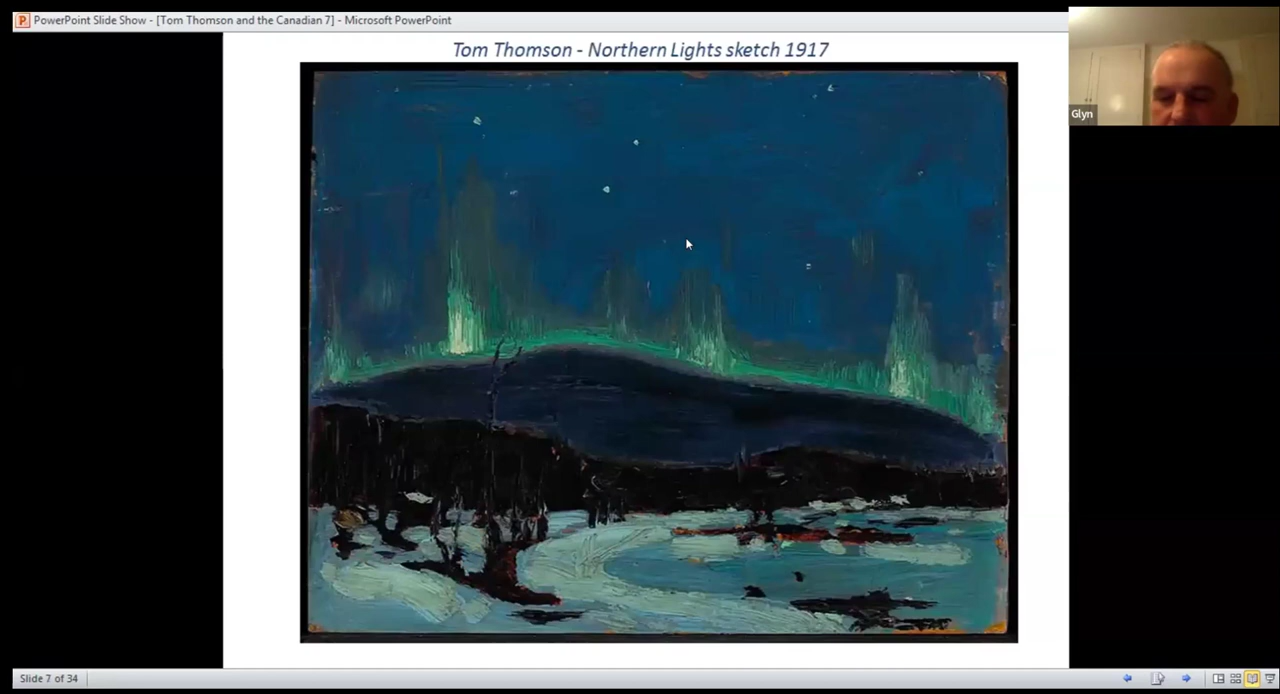 PowerPoint Slide Show - [Tom Thomson and the Canadian 7] - Microsoft PowerPoint
Tom Thomson - Northern Lights sketch 1917
Glyn
Slide 7 of 34